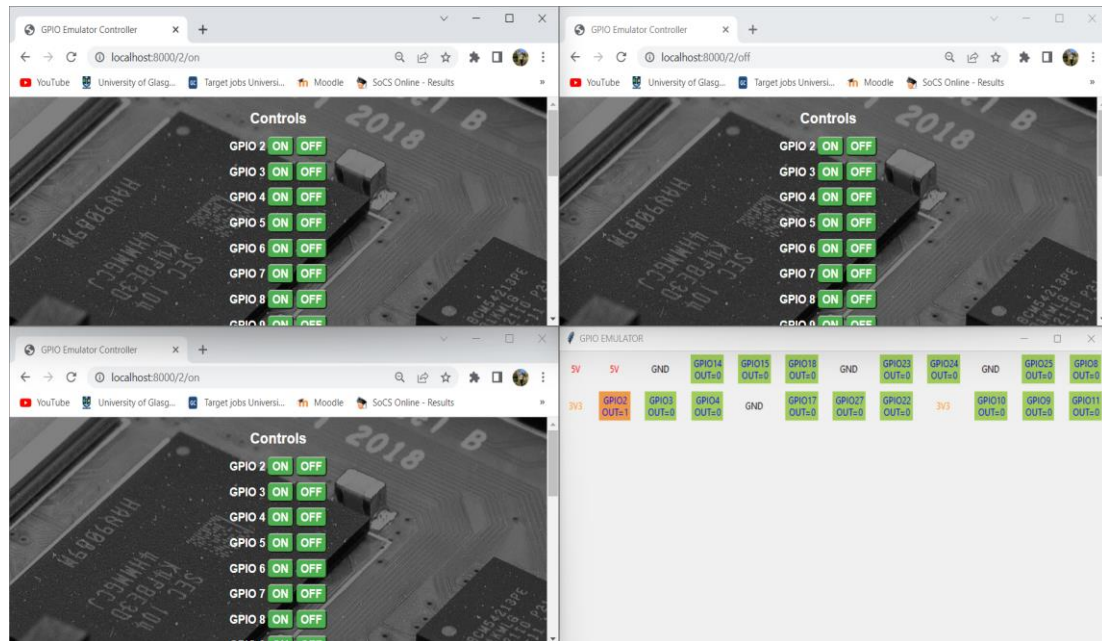 GPIO Emulator Controller
localhost:8000/2/on
YouTube University of Glasg... Target jobs Universi... Moodle SoCS Online - Results »
Controls
GPIO 2 ON OFF
GPIO 3 ON OFF
GPIO 4 ON OFF
GPIO 5 ON OFF
GPIO 6 ON OFF
GPIO 7 ON OFF
GPIO 8 ON OFF
GPIO 9 ON OFF
2018
B
GPIO Emulator Controller
localhost:8000/2/off
YouTube University of Glasg... Target jobs Universi... Moodle SoCS Online - Results »
Controls
GPIO 2 ON OFF
GPIO 3 ON OFF
GPIO 4 ON OFF
GPIO 5 ON OFF
GPIO 6 ON OFF
GPIO 7 ON OFF
GPIO 8 ON OFF
GPIO 9 ON OFF
2018
B
GPIO Emulator Controller
localhost:8000/2/on
YouTube University of Glasg... Target jobs Universi... Moodle SoCS Online - Results »
Controls
GPIO 2 ON OFF
GPIO 3 ON OFF
GPIO 4 ON OFF
GPIO 5 ON OFF
GPIO 6 ON OFF
GPIO 7 ON OFF
GPIO 8 ON OFF
2018
B
GPIO EMULATOR
5V 5V GND GPIO14 GPIO15 GPIO18 GND GPIO23 GPIO24 GND GPIO25 GPIO8
OUT=0 OUT=0 OUT=0 OUT=0 OUT=0 OUT=0 OUT=0
3V3 GPIO2 GPIO3 GPIO4 GND GPIO17 GPIO27 GPIO22 3V3 GPIO10 GPIO9 GPIO11
OUT=1 OUT=0 OUT=0 OUT=0 OUT=0 OUT=0 OUT=0 OUT=0 OUT=0